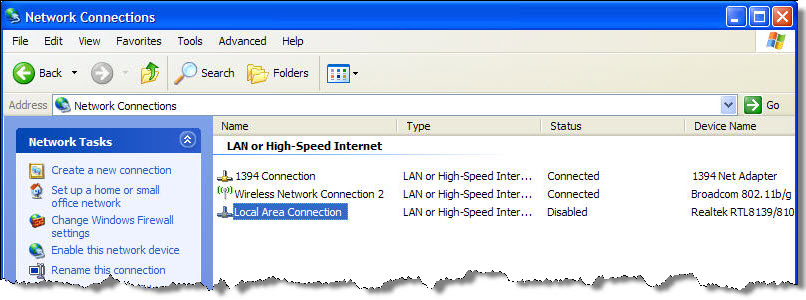 Network Connections
File Edit View Favorites Tools Advanced Help
Back Search Folders
Address Network Connections Go
Network Tasks
Create a new connection
Set up a home or small
office network
Change Windows Firewall
settings
Enable this network device
Rename this connection
Name Type Status Device Name
LAN or High-Speed Internet
1394 Connection LAN or High-Speed Inter... Connected 1394 Net Adapter
Wireless Network Connection 2 LAN or High-Speed Inter... Connected Broadcom 802.11b/g
Local Area Connection LAN or High-Speed Inter... Disabled Realtek RTL8139/810